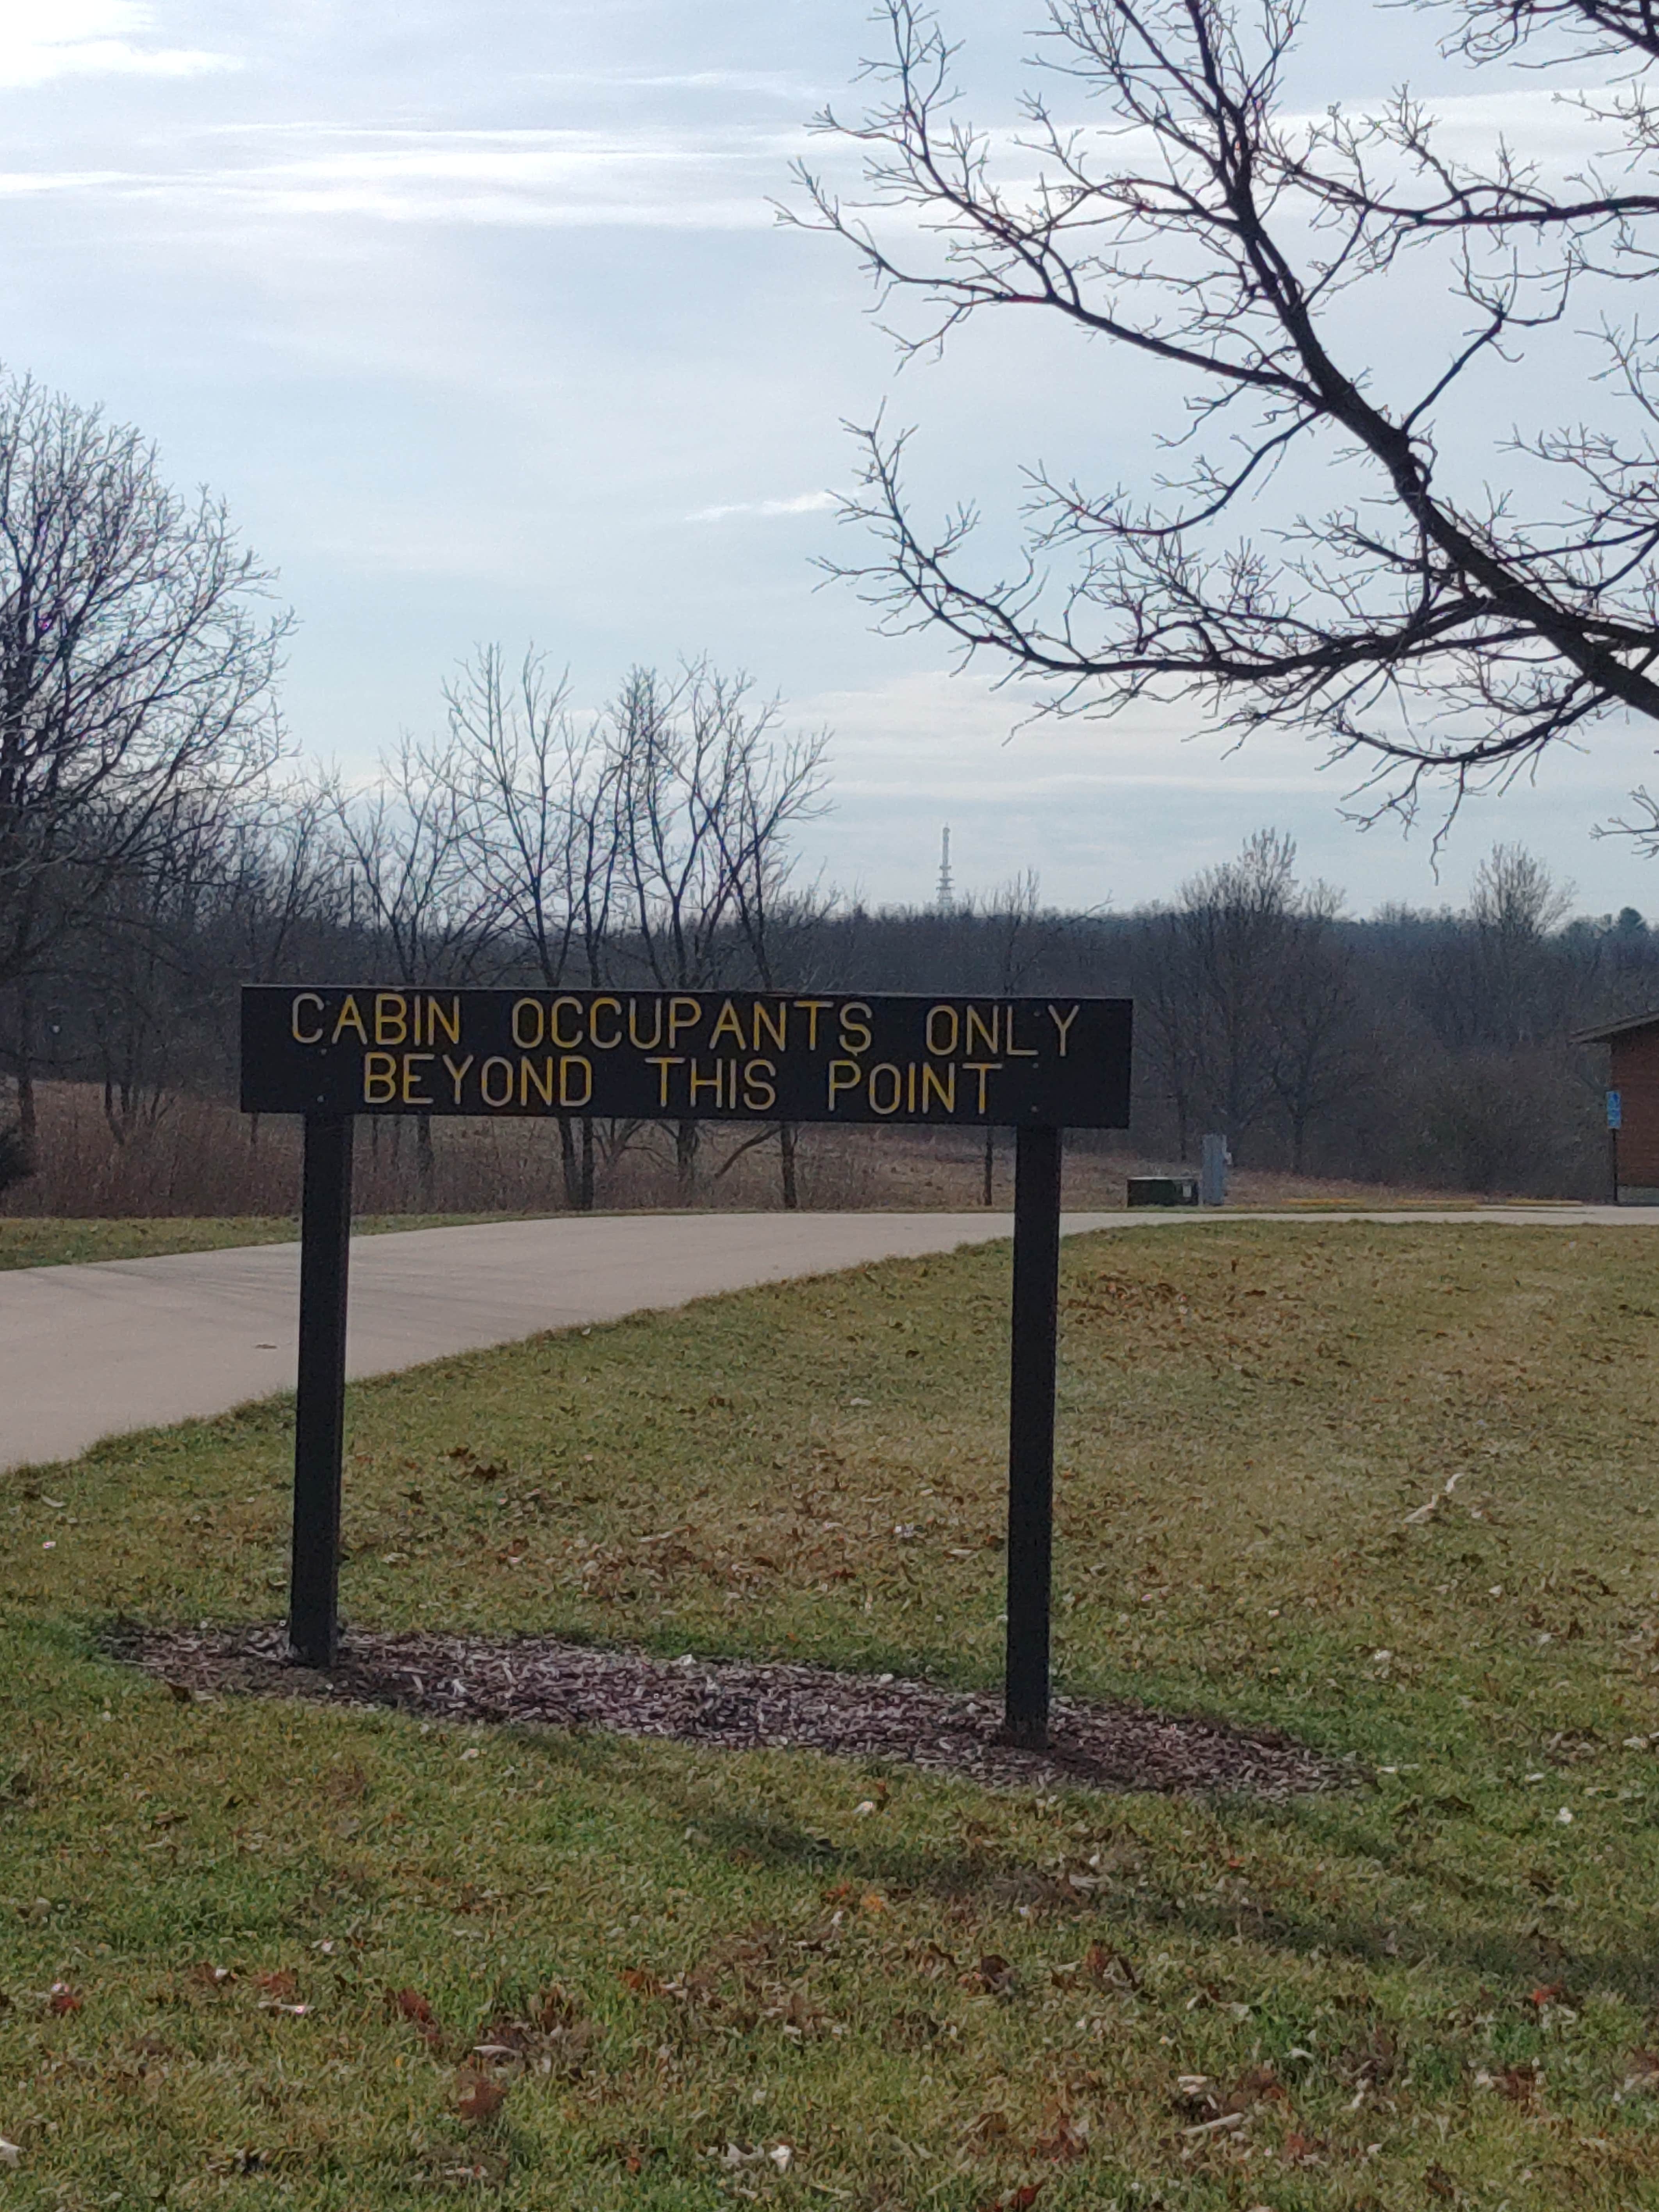 CABIN OCCUPANTS ONLY
BEYOND THIS POINT